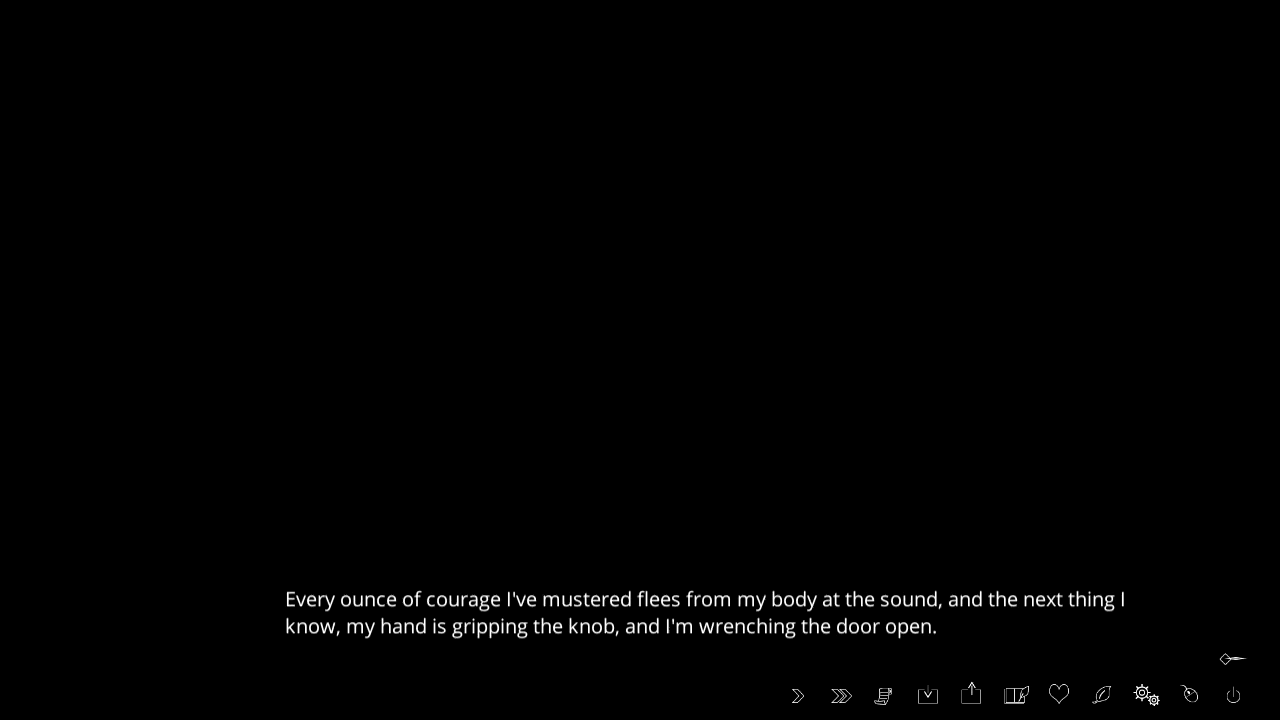 Every ounce of courage I've mustered flees from my body at the sound, and the next thing I
know, my hand is gripping the knob, and I'm wrenching the door open.